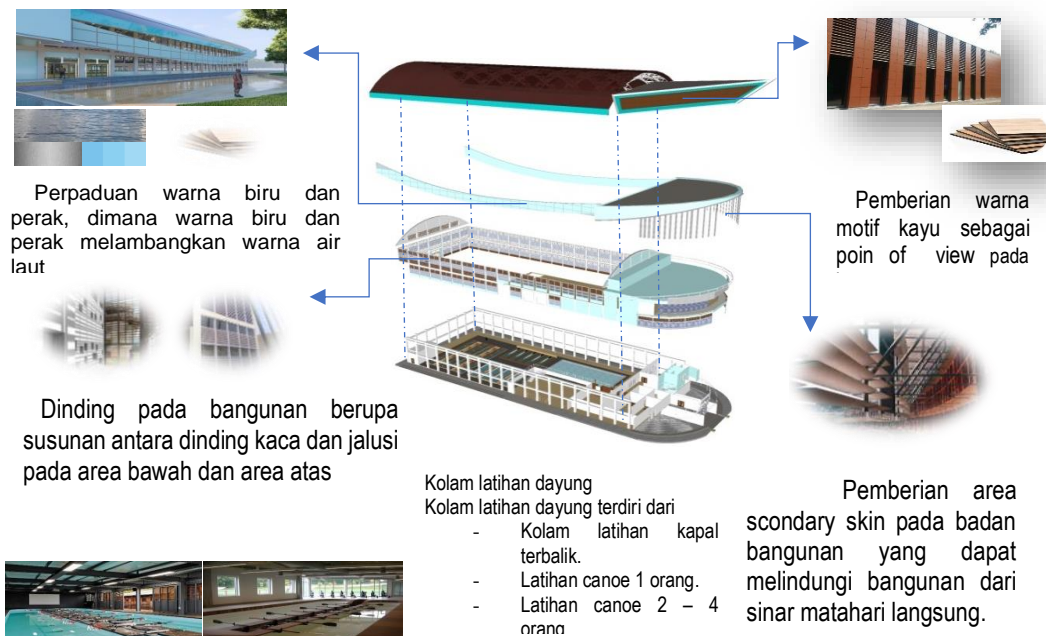 Perpaduan warna biru dan
perak, dimana warna biru dan
perak melambangkan warna air
laut
Pemberian warna
motif kayu sebagai
poin of view pada
Dinding pada bangunan berupa
susunan antara dinding kaca dan jalusi
pada area bawah dan area atas
Kolam latihan dayung
Kolam latihan dayung terdiri dari
- Kolam latihan kapal
terbalik.
- Latihan canoe 1 orang.
- Latihan canoe 2 – 4
orang
Pemberian area
scondary skin pada badan
bangunan yang dapat
melindungi bangunan dari
sinar matahari langsung.